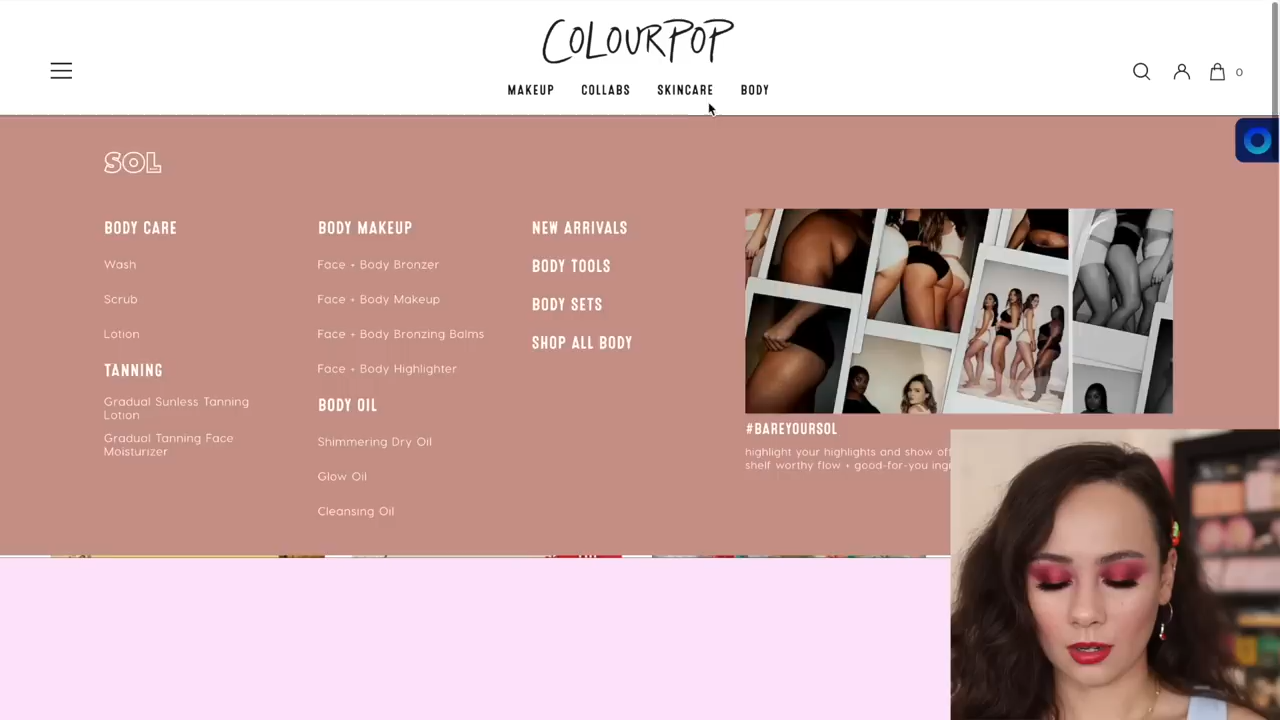 COLOURPOP
MAKEUP COLLABS SKINCARE BODY
0
SOL
BODY CARE
Wash
Scrub
Lotion
TANNING
Gradual Sunless Tanning
Lotion
Gradual Tanning Face
Moisturizer
BODY MAKEUP
Face + Body Bronzer
Face + Body Makeup
Face + Body Bronzing Balms
Face + Body Highlighter
BODY OIL
Shimmering Dry Oil
Glow Oil
Cleansing Oil
NEW ARRIVALS
BODY TOOLS
BODY SETS
SHOP ALL BODY
#BAREYOURSOL
highlight your highlights and show
shelf worthy flow + good-for-you